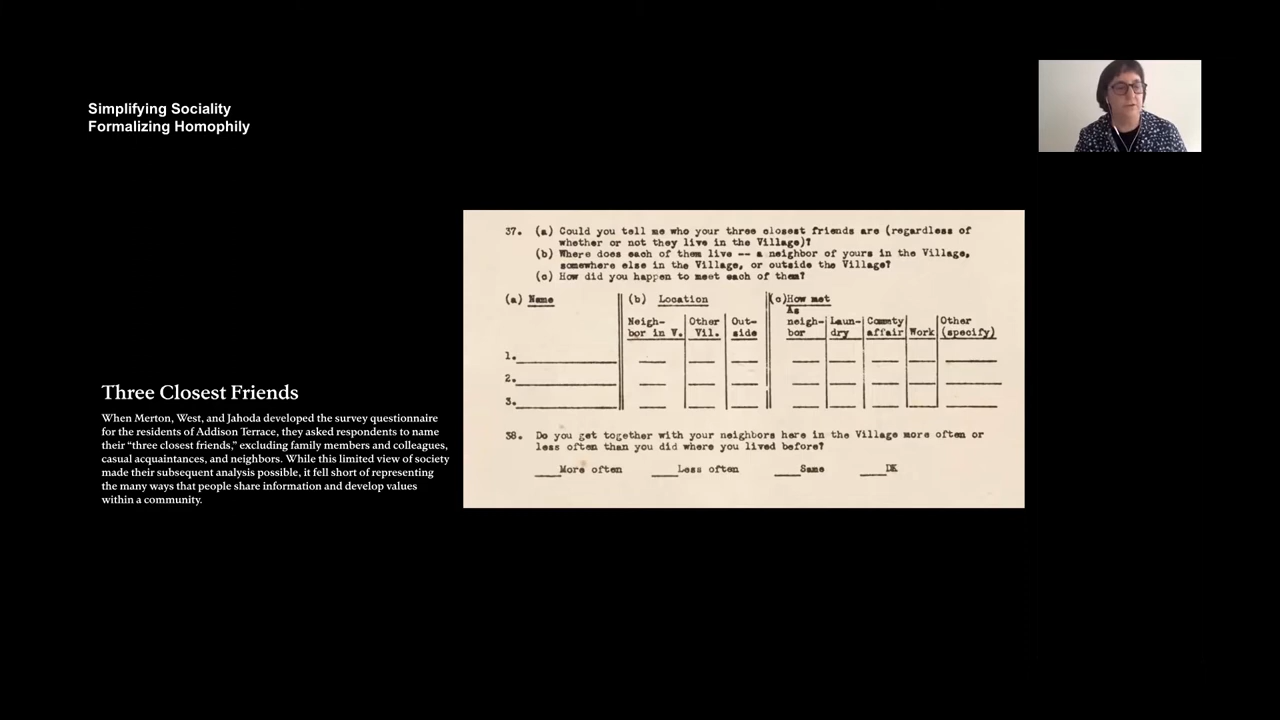 Simplifying Sociality
Formalizing Homophily
Three Closest Friends
When Merton, West, and Jahoda developed the survey questionnaire
for the residents of Addison Terrace, they asked respondents to name
their “three closest friends,” excluding family members and colleagues,
casual acquaintances, and neighbors. While this limited view of society
made their subsequent analysis possible, it fell short of representing
the many ways that people share information and develop values
within a community.
37. (a) Could you tell me who your three closest friends are (regardless of
whether or not they live in the Village)?
(b) Where does each of them live -- a neighbor of yours in the Village,
somewhere else in the Village, or outside the Village?
(c) How did you happen to meet each of them?
(a) Name (b) Location (c) How met
As
Neigh- Other Out- neigh- Laun- Commty Other
bor in V. Vil. side bor dry affair Work (specify)
1.
2.
3.
38. Do you get together with your neighbors here in the Village more often or
less often than you did where you lived before?
More often Less often Same DK